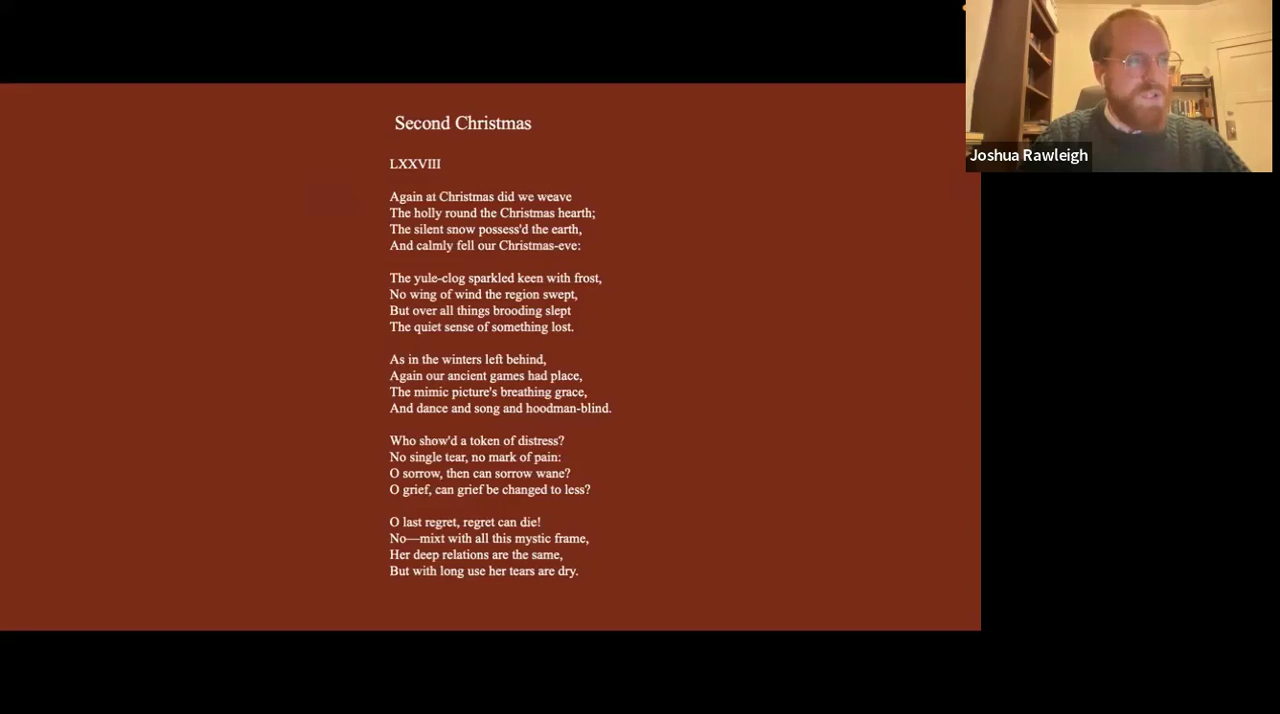 Second Christmas
LXXVIII
Again at Christmas did we weave
The holly round the Christmas hearth;
The silent snow possess'd the earth,
And calmly fell our Christmas-eve:
The yule-clog sparkled keen with frost,
No wing of wind the region swept,
But over all things brooding slept
The quiet sense of something lost.
As in the winters left behind,
Again our ancient games had place,
The mimic picture's breathing grace,
And dance and song and hoodman-blind.
Who show'd a token of distress?
No single tear, no mark of pain:
O sorrow, then can sorrow wane?
O grief, can grief be changed to less?
O last regret, regret can die!
No—mixt with all this mystic frame,
Her deep relations are the same,
But with long use her tears are dry.
Joshua Rawleigh